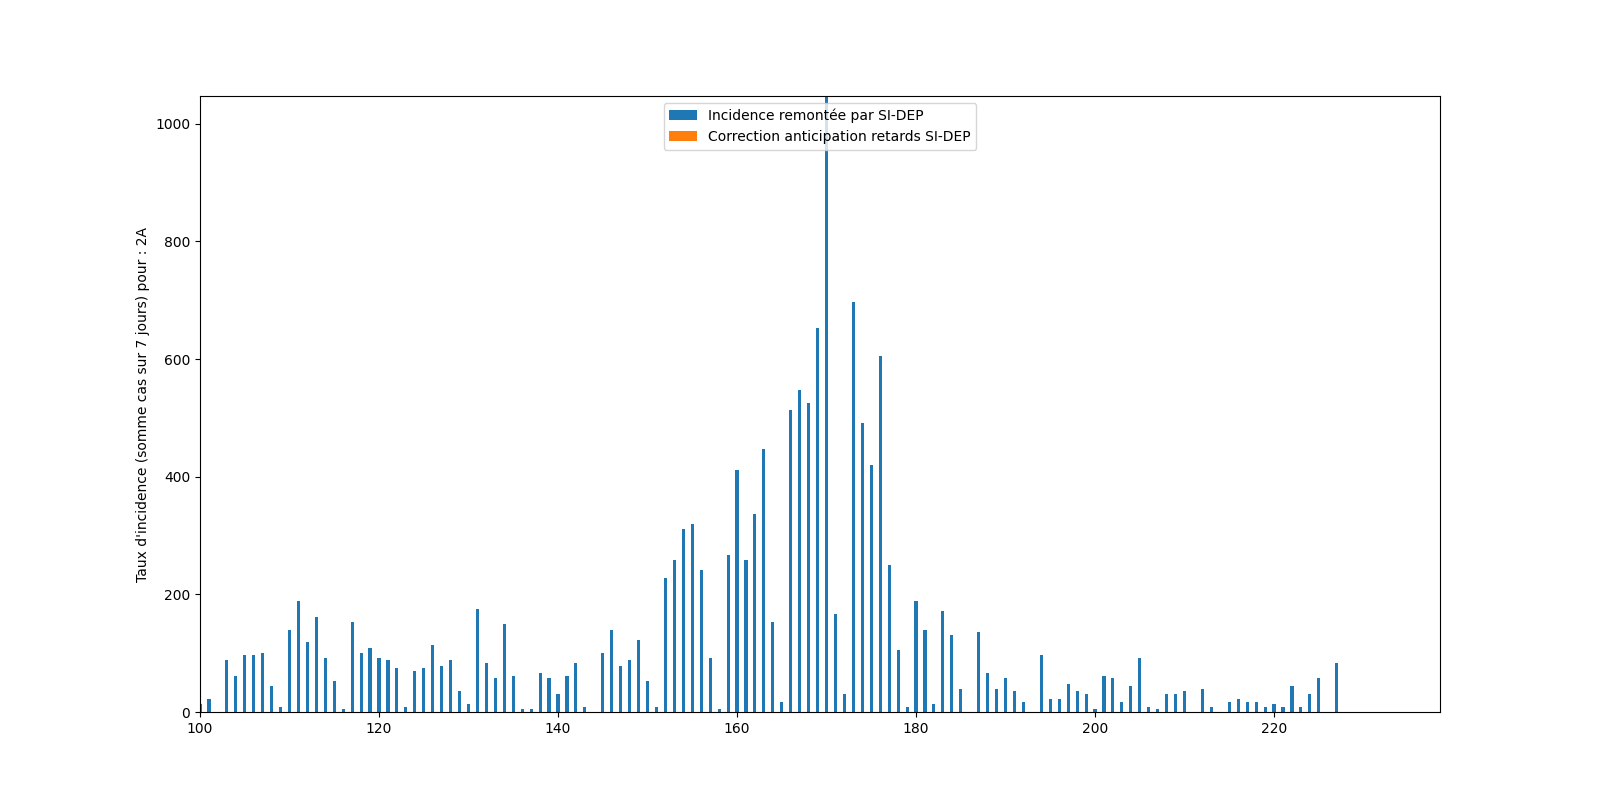 Incidence remontée par SI-DEP
Correction anticipation retards SI-DEP
Taux d'incidence (somme cas sur 7 jours) pour : 2A
1000
800
600
400
200
0
100 120 140 160 180 200 220